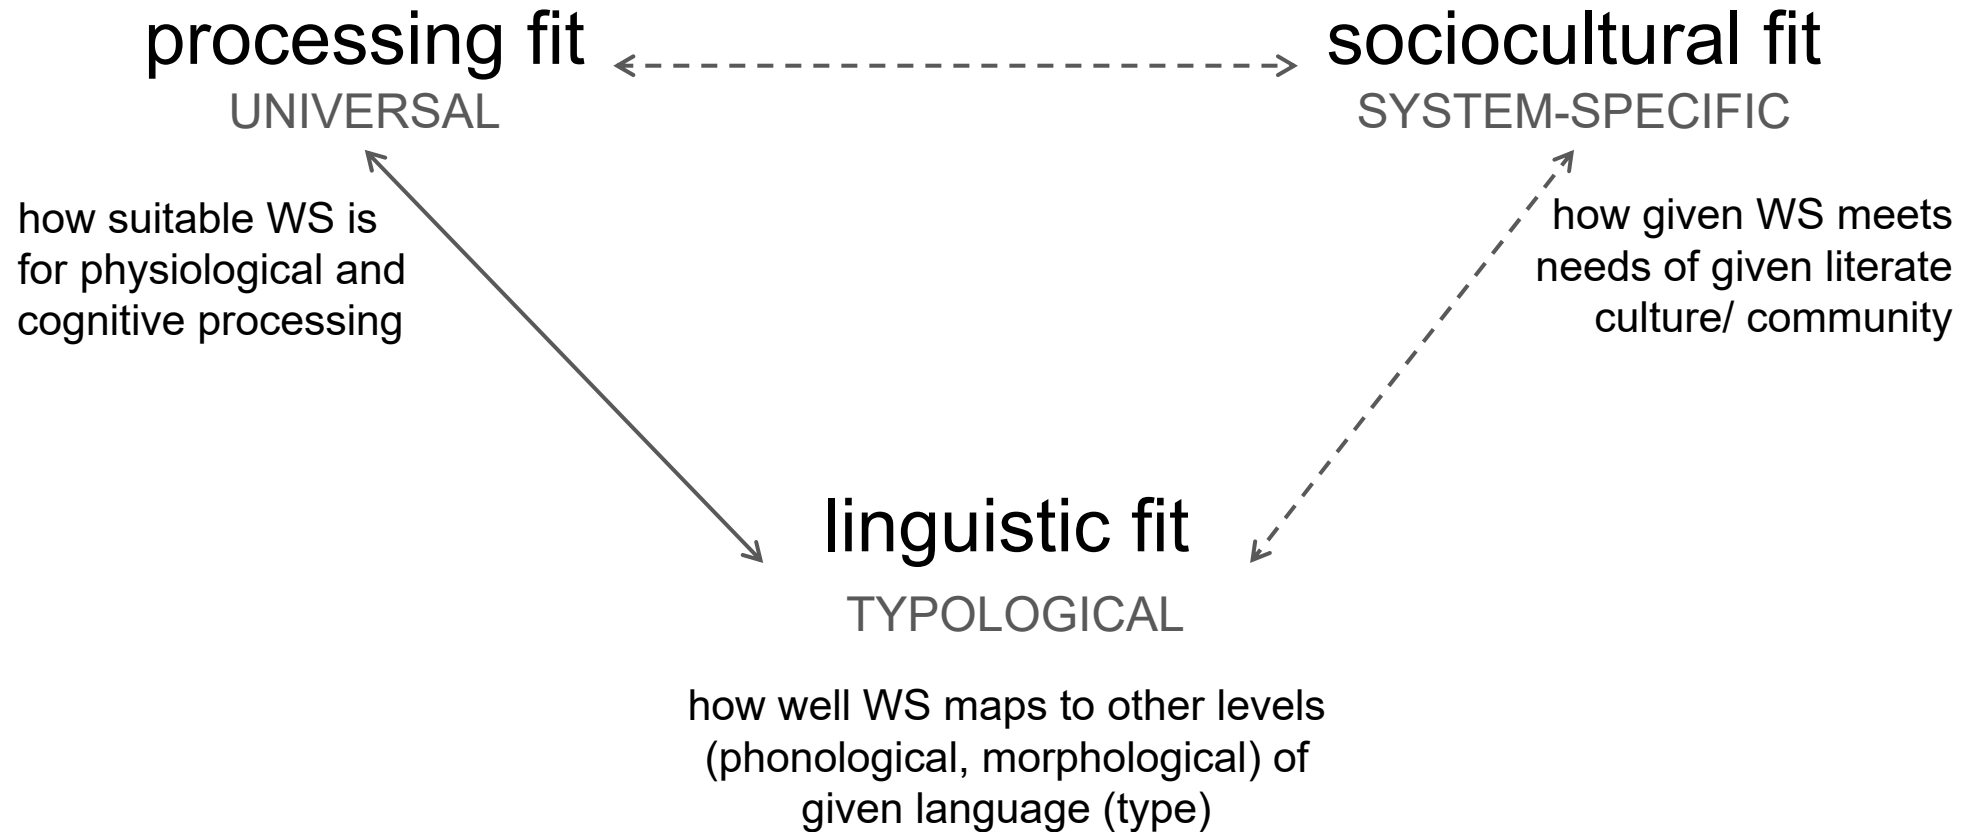 processing fit
UNIVERSAL
how suitable WS is
for physiological and
cognitive processing
sociocultural fit
SYSTEM-SPECIFIC
how given WS meets
needs of given literate
culture/ community
linguistic fit
TYPOLOGICAL
how well WS maps to other levels
(phonological, morphological) of
given language (type)